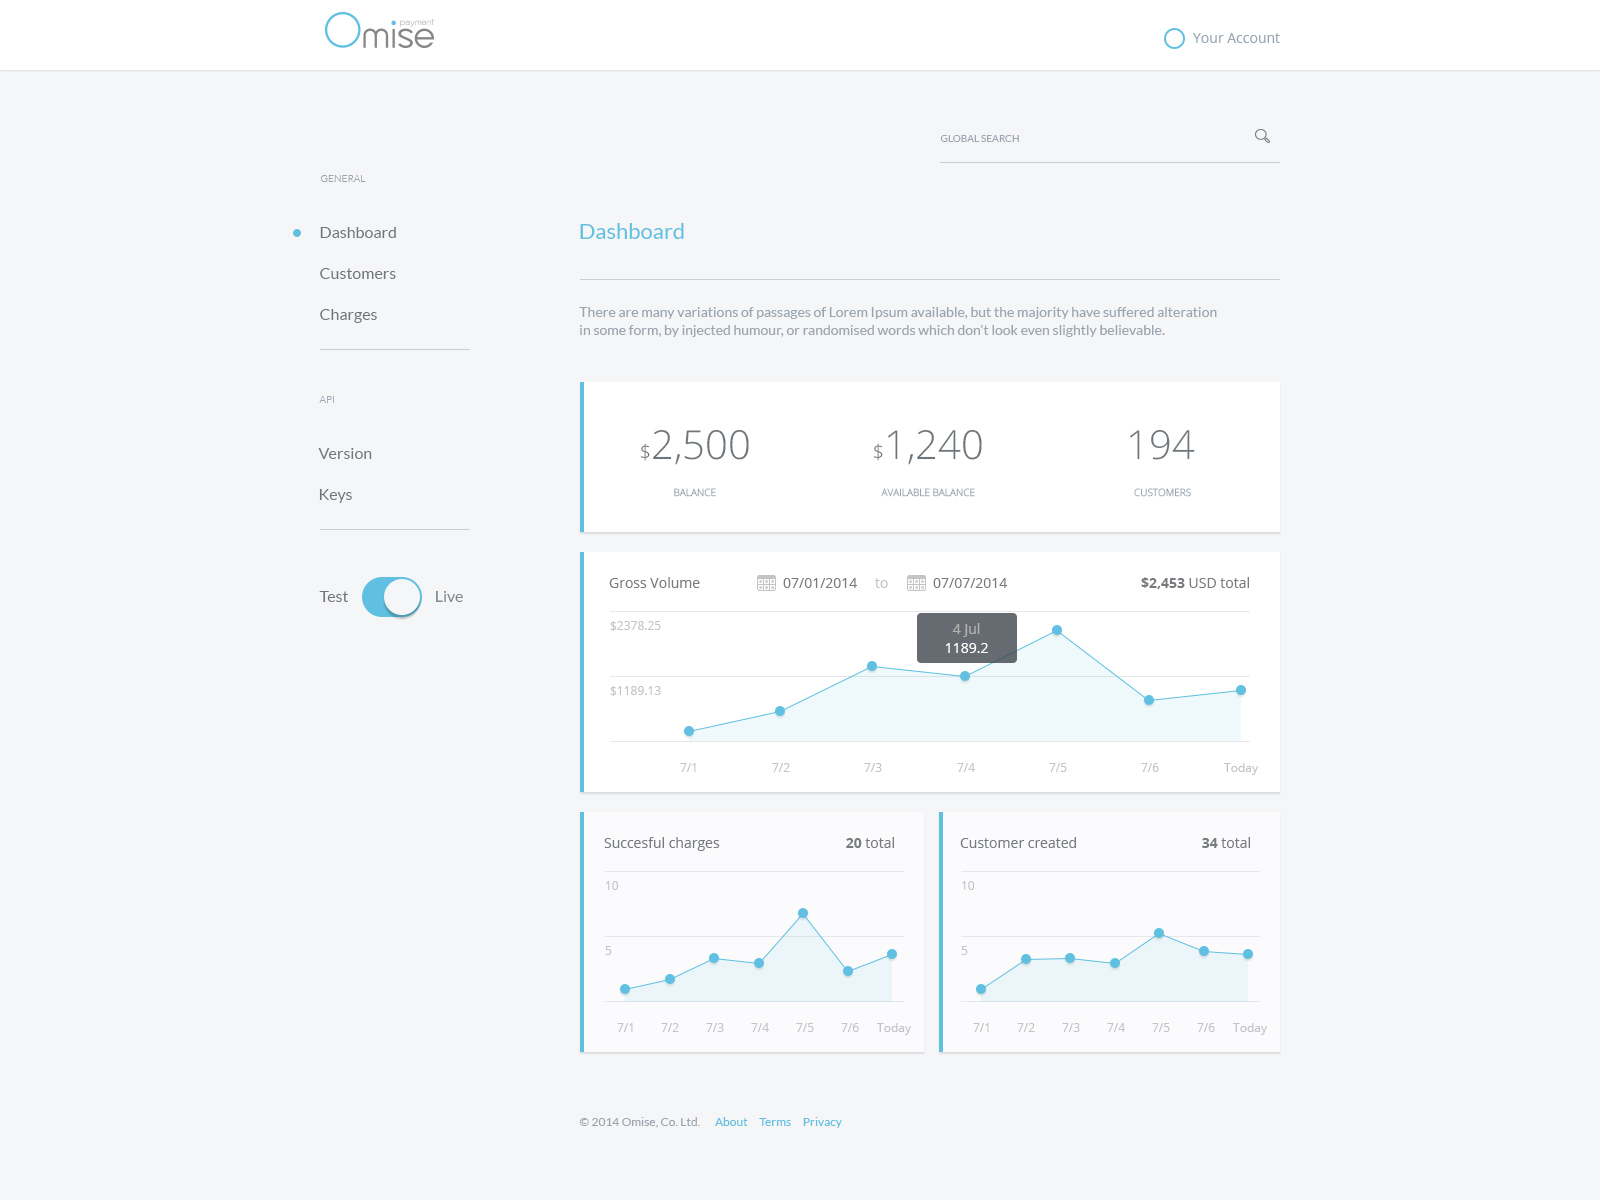 Omise payment
Your Account
GLOBAL SEARCH
GENERAL
Dashboard
Customers
Charges
API
Version
Keys
Test Live
Dashboard
There are many variations of passages of Lorem Ipsum available, but the majority have suffered alteration
in some form, by injected humour, or randomised words which don't look even slightly believable.
$2,500 $1,240 194
BALANCE AVAILABLE BALANCE CUSTOMERS
Gross Volume 07/01/2014 to 07/07/2014 $2,453 USD total
$2378.25
4 Jul
1189.2
$1189.13
7/1 7/2 7/3 7/4 7/5 7/6 Today
Succesful charges 20 total
10
5
7/1 7/2 7/3 7/4 7/5 7/6 Today
Customer created 34 total
10
5
7/1 7/2 7/3 7/4 7/5 7/6 Today
© 2014 Omise, Co. Ltd. About Terms Privacy